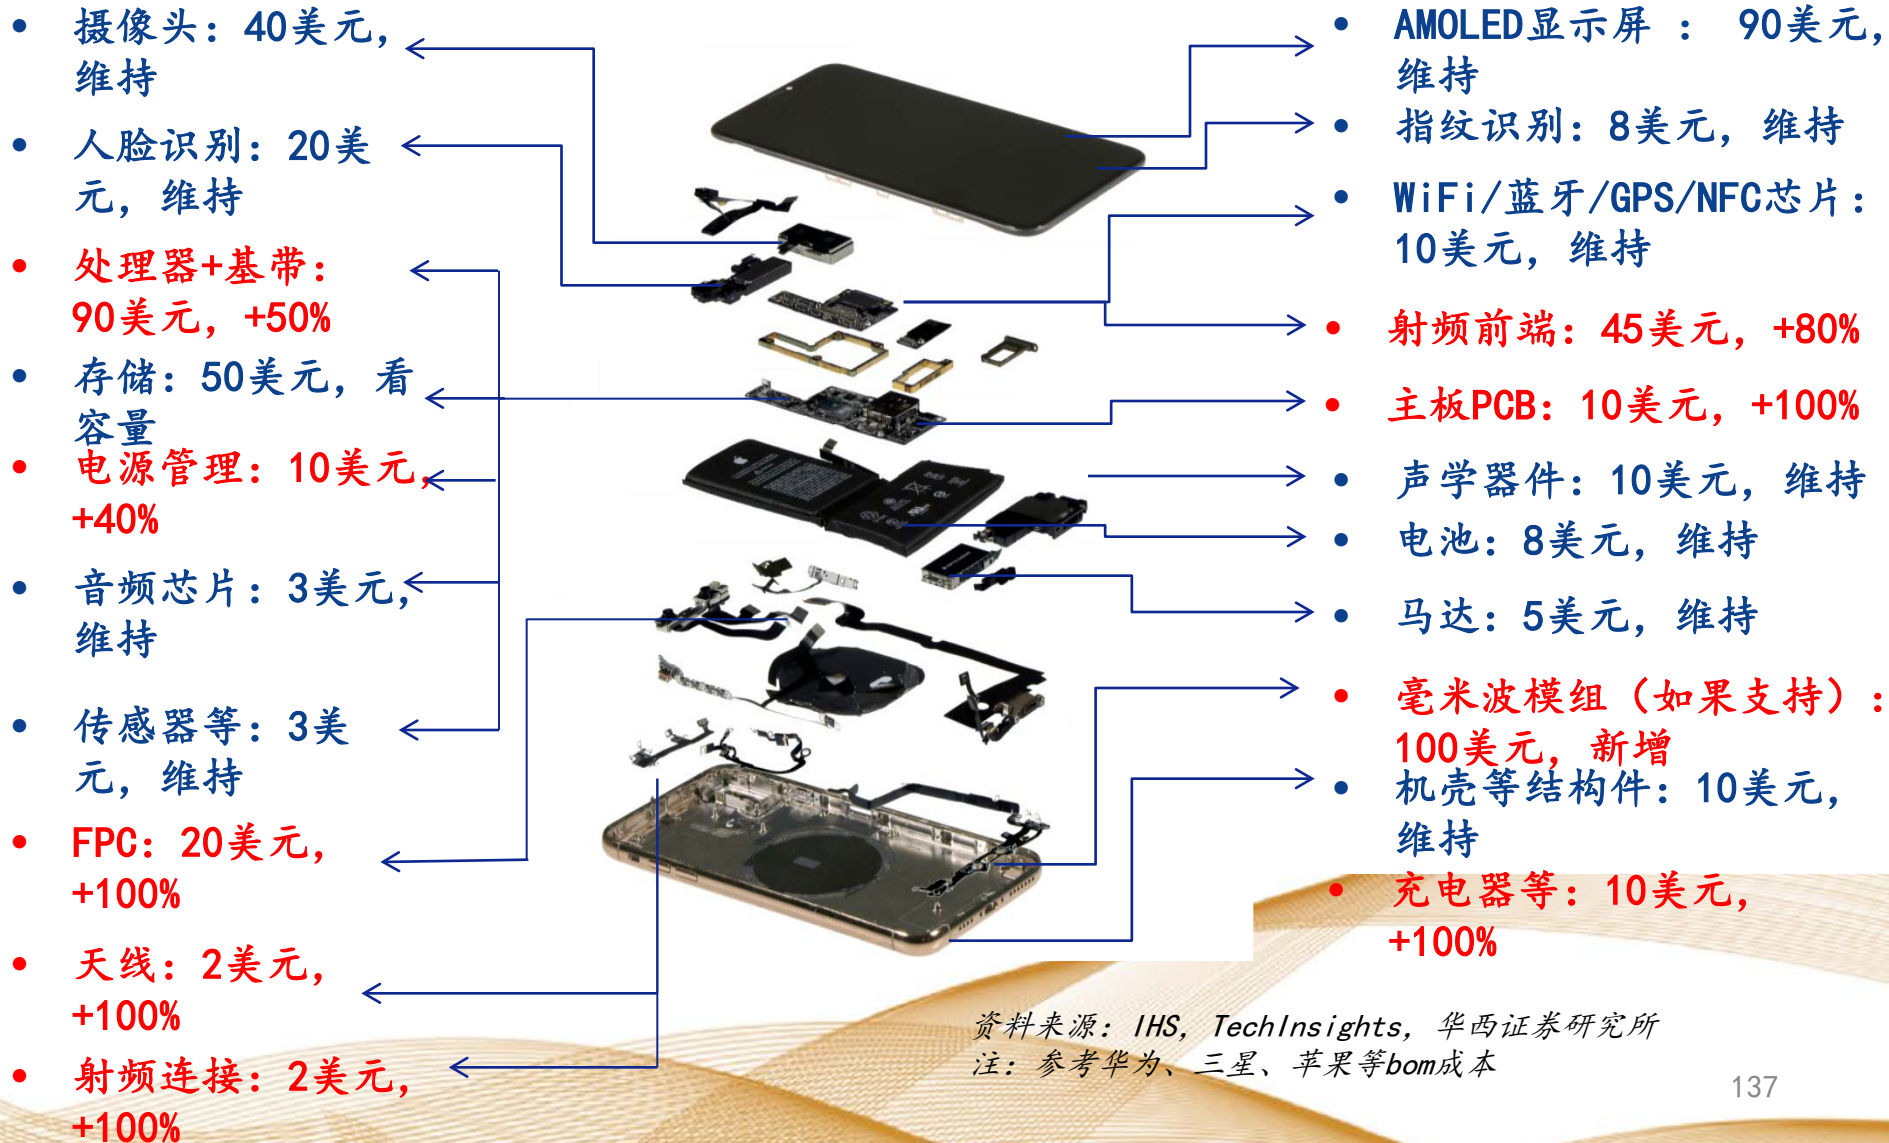 摄像头：40美元，
维持
人脸识别：20美
元，维持
处理器+基带：
90美元，+50%
存储：50美元，看
容量
电源管理：10美元，
+40%
音频芯片：3美元，
维持
传感器等：3美
元，维持
FPC：20美元，
+100%
天线：2美元，
+100%
射频连接：2美元，
+100%
AMOLED显示屏 ： 90美元，
维持
指纹识别：8美元，维持
WiFi/蓝牙/GPS/NFC芯片：
10美元，维持
射频前端：45美元，+80%
主板PCB：10美元，+100%
声学器件：10美元，维持
电池：8美元，维持
马达：5美元，维持
毫米波模组（如果支持）：
100美元，新增
机壳等结构件：10美元，
维持
充电器等：10美元，
+100%
资料来源：IHS，TechInsights，华西证券研究所
注：参考华为、三星、苹果等bom成本
137